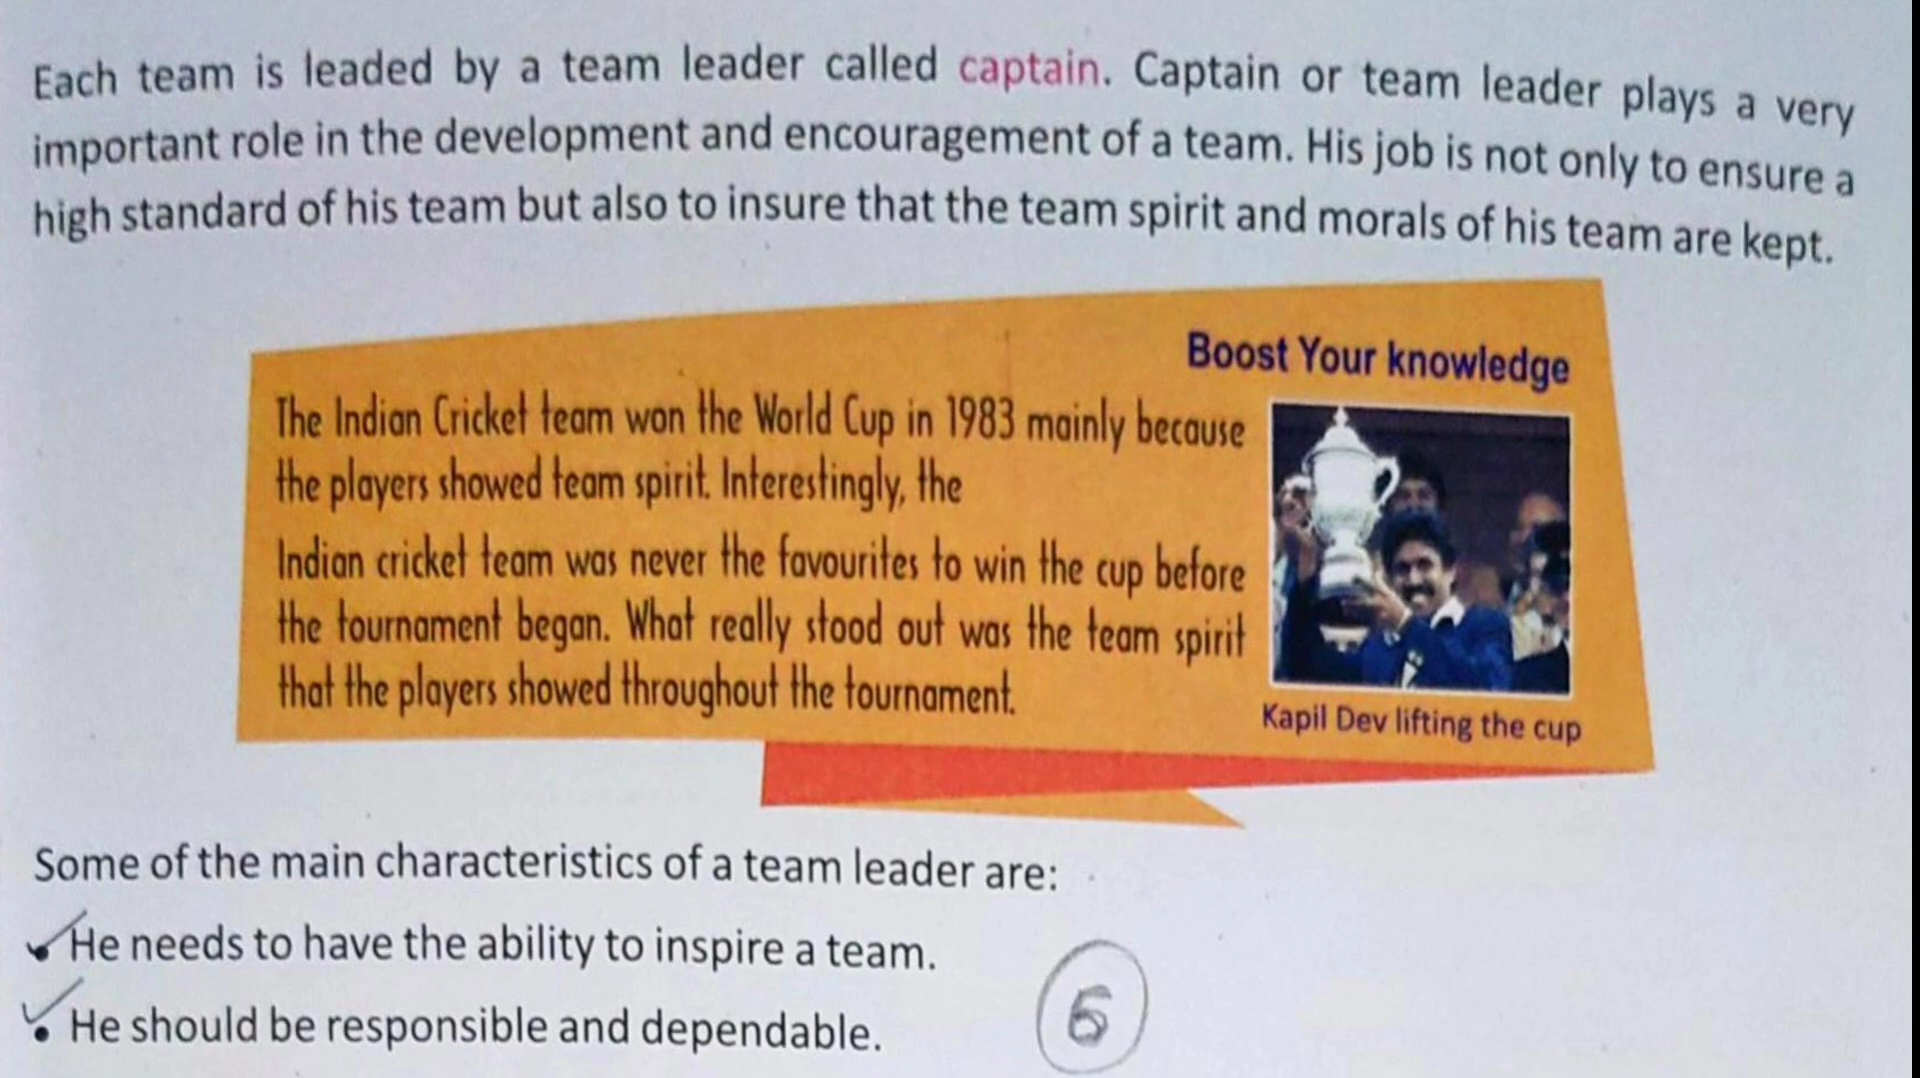 Each team is leaded by a team leader called captain. Captain or team leader plays a very
important role in the development and encouragement of a team. His job is not only to ensure a
high standard of his team but also to insure that the team spirit and morals of his team are kept.
Boost Your knowledge
The Indian Cricket team won the World Cup in 1983 mainly because
the players showed team spirit. Interestingly, the
Indian cricket team was never the favourites to win the cup before
the tournament began. What really stood out was the team spirit
that the players showed throughout the tournament.
Kapil Dev lifting the cup
Some of the main characteristics of a team leader are:
• He needs to have the ability to inspire a team.
• He should be responsible and dependable.
6